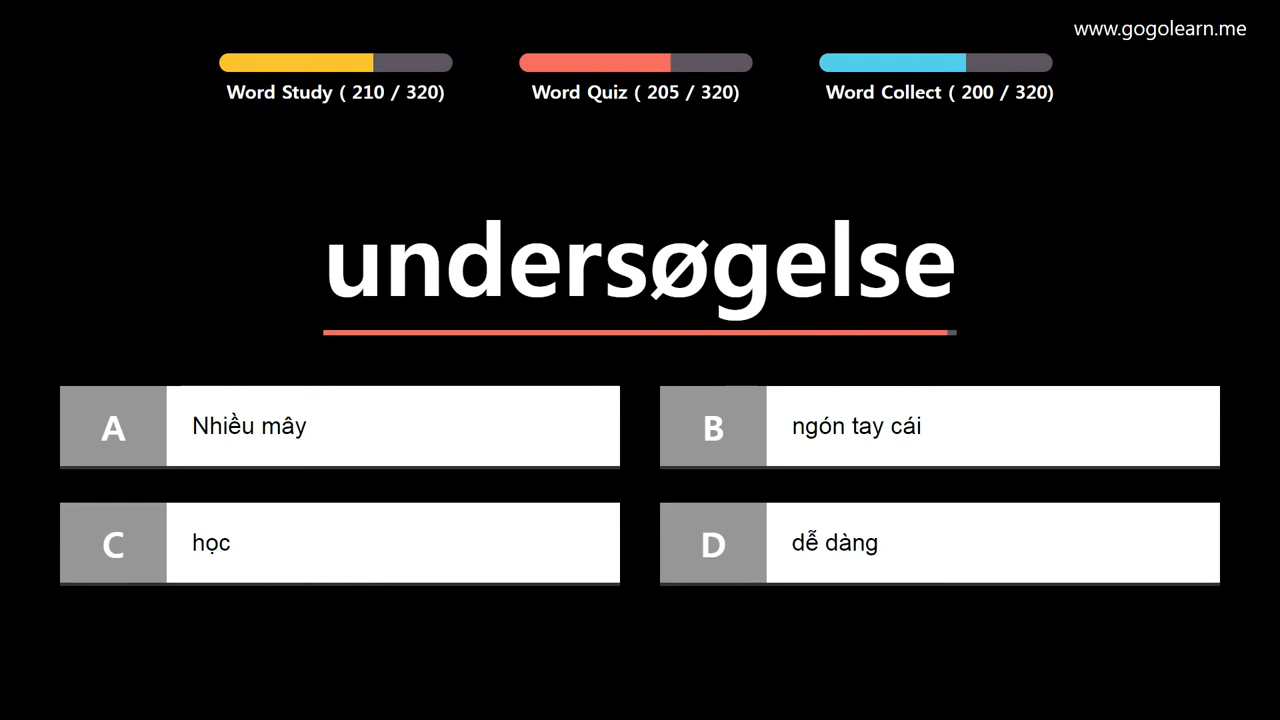 www.gogolearn.me
Word Study ( 210 / 320)
Word Quiz ( 205 / 320)
Word Collect ( 200 / 320)
undersøgelse
A
Nhiều mây
B
ngón tay cái
C
học
D
dễ dàng